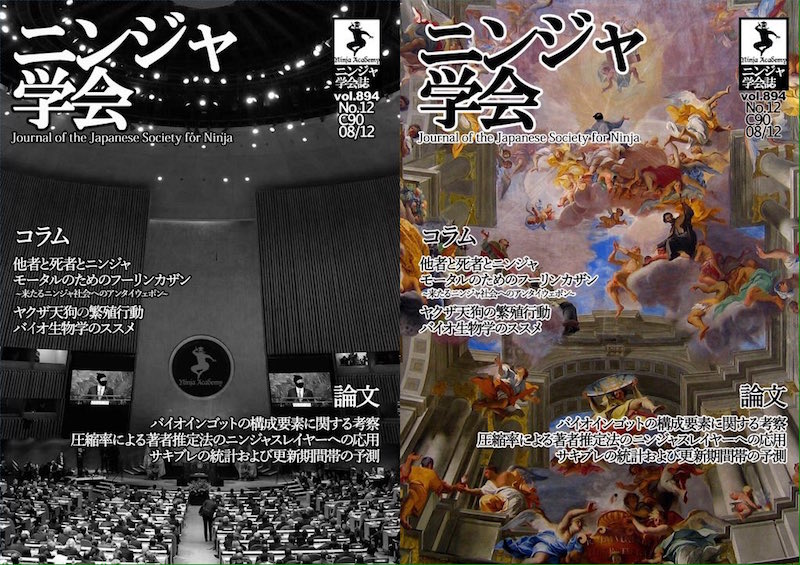 ニンジャ
学会
Journal of the Japanese Society for Ninja
Ninja AcaSemy
ニンジャ
学会誌
vol.894
No.12
C90
08/12
コラム
他者と死者とニンジャ
モータルのためのフーリンカザン
~来たるニンジャ社会へのアンタイウェポン~
ヤクザ天狗の繁殖行動
バイオ生物学のススメ
Ninja AcaSemy
論文
バイオインゴットの構成要素に関する考察
圧縮率による著者推定法のニンジャスレイヤーへの応用
サキブレの統計および更新期間帯の予測
ニンジャ
学会
Journal of the Japanese Society for Ninja
Ninja AcaSemy
ニンジャ
学会誌
vol.894
No.12
C90
08/12
コラム
他者と死者とニンジャ
モータルのためのフーリンカザン
~来たるニンジャ社会へのアンタイウェポン~
ヤクザ天狗の繁殖行動
バイオ生物学のススメ
論文
バイオインゴットの構成要素に関する考察
圧縮率による著者推定法のニンジャスレイヤーへの応用
サキブレの統計および更新期間帯の予測